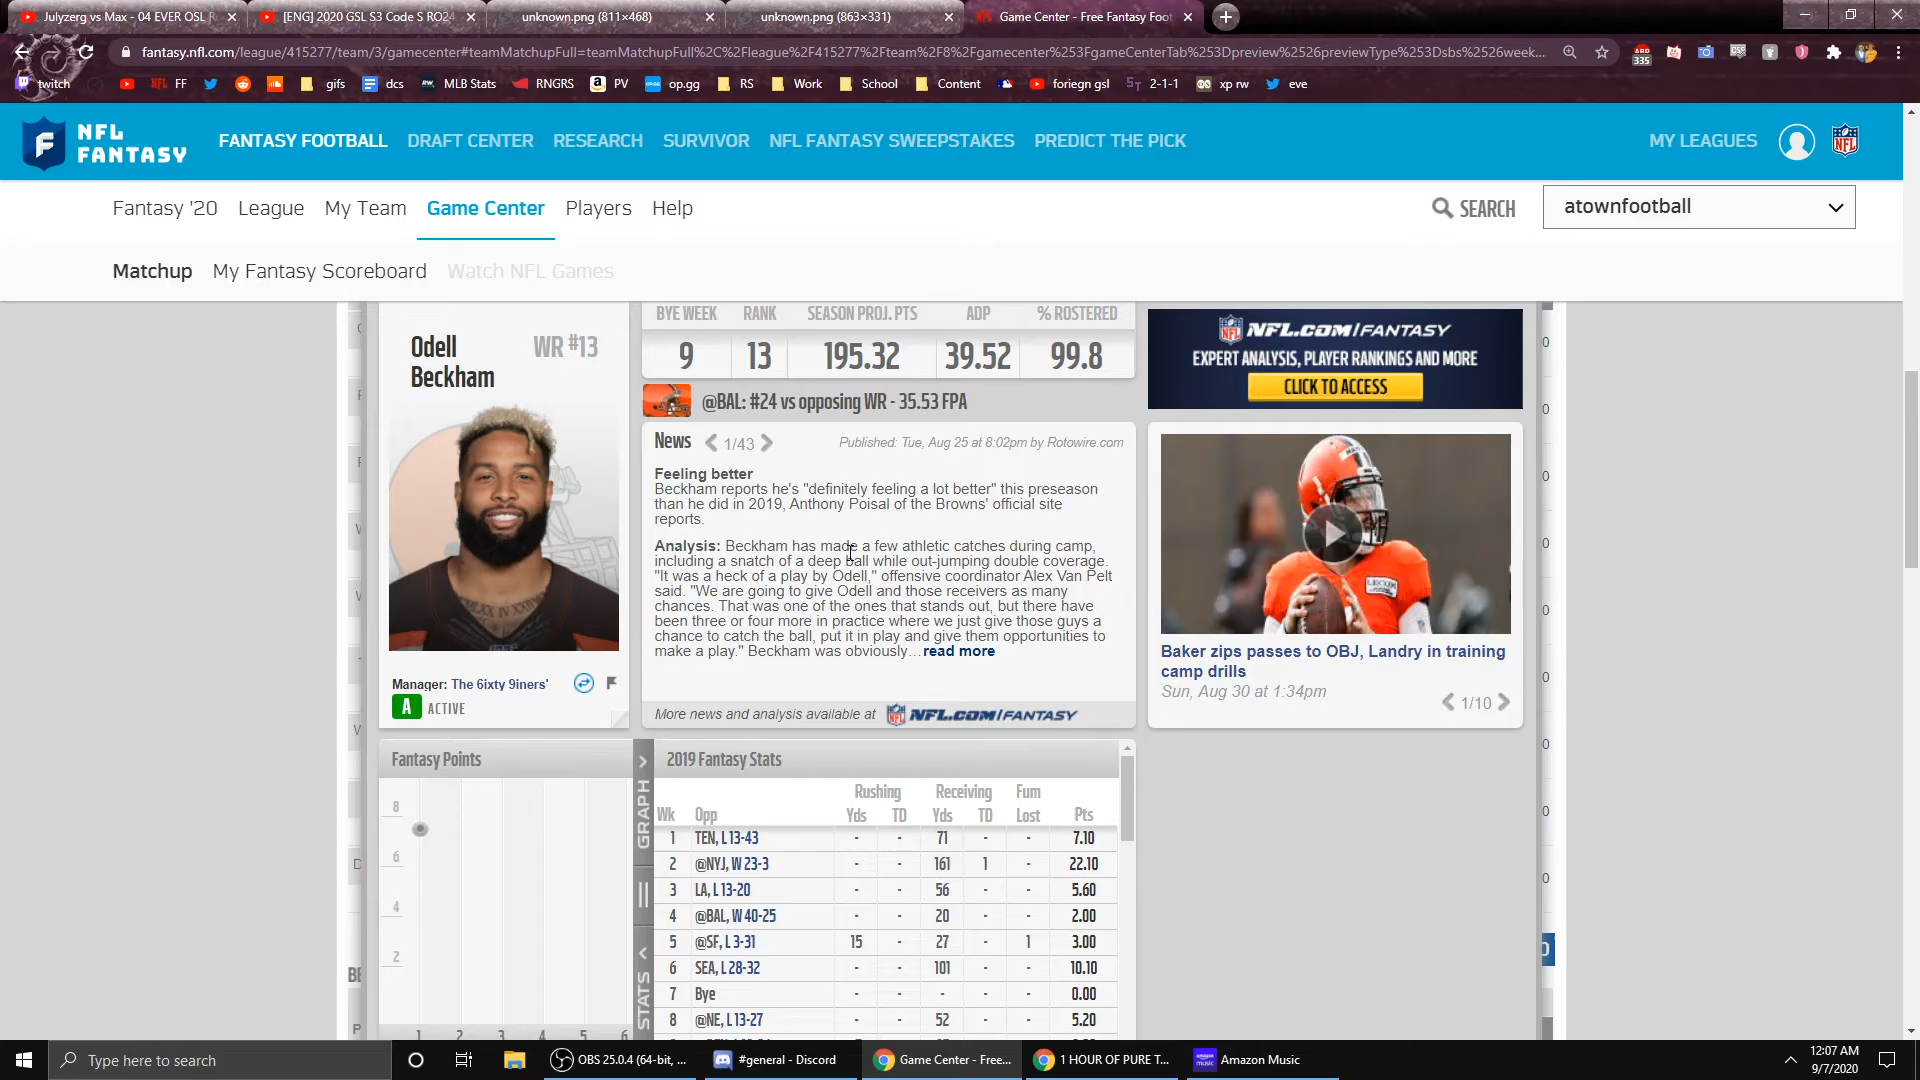 Julyzerg vs Max - 04 EVER OSL R
[ENG] 2020 GSL S3 Code S RO24
unknown.png (811×468)
unknown.png (863×331)
Game Center - Free Fantasy Foot
fantasy.nfl.com/league/415277/team/3/gamecenter#teamMatchupFull=teamMatchupFull%2C%2Fleague%2F415277%2Fteam%2F8%2Fgamecenter%253FgameCenterTab%253Dpreview%2526previewType%253Dsbs%2526week...
335
twitch
FF
gifs
dcs
MLB Stats
RNGRS
PV
op.gg
RS
Work
School
Content
foriegn gsl
2-1-1
xp rw
eve
NFL FANTASY
FANTASY FOOTBALL
DRAFT CENTER
RESEARCH
SURVIVOR
NFL FANTASY SWEEPSTAKES
PREDICT THE PICK
MY LEAGUES
Fantasy '20
League
My Team
Game Center
Players
Help
SEARCH
atownfootball
Matchup
My Fantasy Scoreboard
Watch NFL Games
Odell
Beckham
WR #13
BYE WEEK RANK SEASON PROJ. PTS ADP % ROSTERED
9 13 195.32 39.52 99.8
@BAL: #24 vs opposing WR - 35.53 FPA
News 1/43 Published: Tue, Aug 25 at 8:02pm by Rotowire.com
Feeling better
Beckham reports he's "definitely feeling a lot better" this preseason
than he did in 2019, Anthony Poisal of the Browns' official site
reports.
Analysis: Beckham has made a few athletic catches during camp,
including a snatch of a deep ball while out-jumping double coverage.
"It was a heck of a play by Odell," offensive coordinator Alex Van Pelt
said. "We are going to give Odell and those receivers as many
chances. That was one of the ones that stands out, but there have
been three or four more in practice where we just give those guys a
chance to catch the ball, put it in play and give them opportunities to
make a play." Beckham was obviously…read more
More news and analysis available at NFL.COM/FANTASY
Manager: The 6ixty 9iners'
A ACTIVE
NFL.COM/FANTASY
EXPERT ANALYSIS, PLAYER RANKINGS AND MORE
CLICK TO ACCESS
Baker zips passes to OBJ, Landry in training
camp drills
Sun, Aug 30 at 1:34pm
1/10
Fantasy Points
8
6
4
2
1 2 3 4 5 6
GRAPH
STATS
2019 Fantasy Stats
Rushing Receiving Fum
Wk Opp Yds TD Yds TD Lost Pts
1 TEN, L 13-43 - - 71 - - 7.10
2 @NYJ, W 23-3 - - 161 1 - 22.10
3 LA, L 13-20 - - 56 - - 5.60
4 @BAL, W 40-25 - - 20 - - 2.00
5 @SF, L 3-31 15 - 27 - 1 3.00
6 SEA, L 28-32 - - 101 - - 10.10
7 Bye - - - - - 0.00
8 @NE, L 13-27 - - 52 - - 5.20
Type here to search
OBS 25.0.4 (64-bit, ...
#general - Discord
Game Center - Free...
1 HOUR OF PURE T...
Amazon Music
12:07 AM
9/7/2020